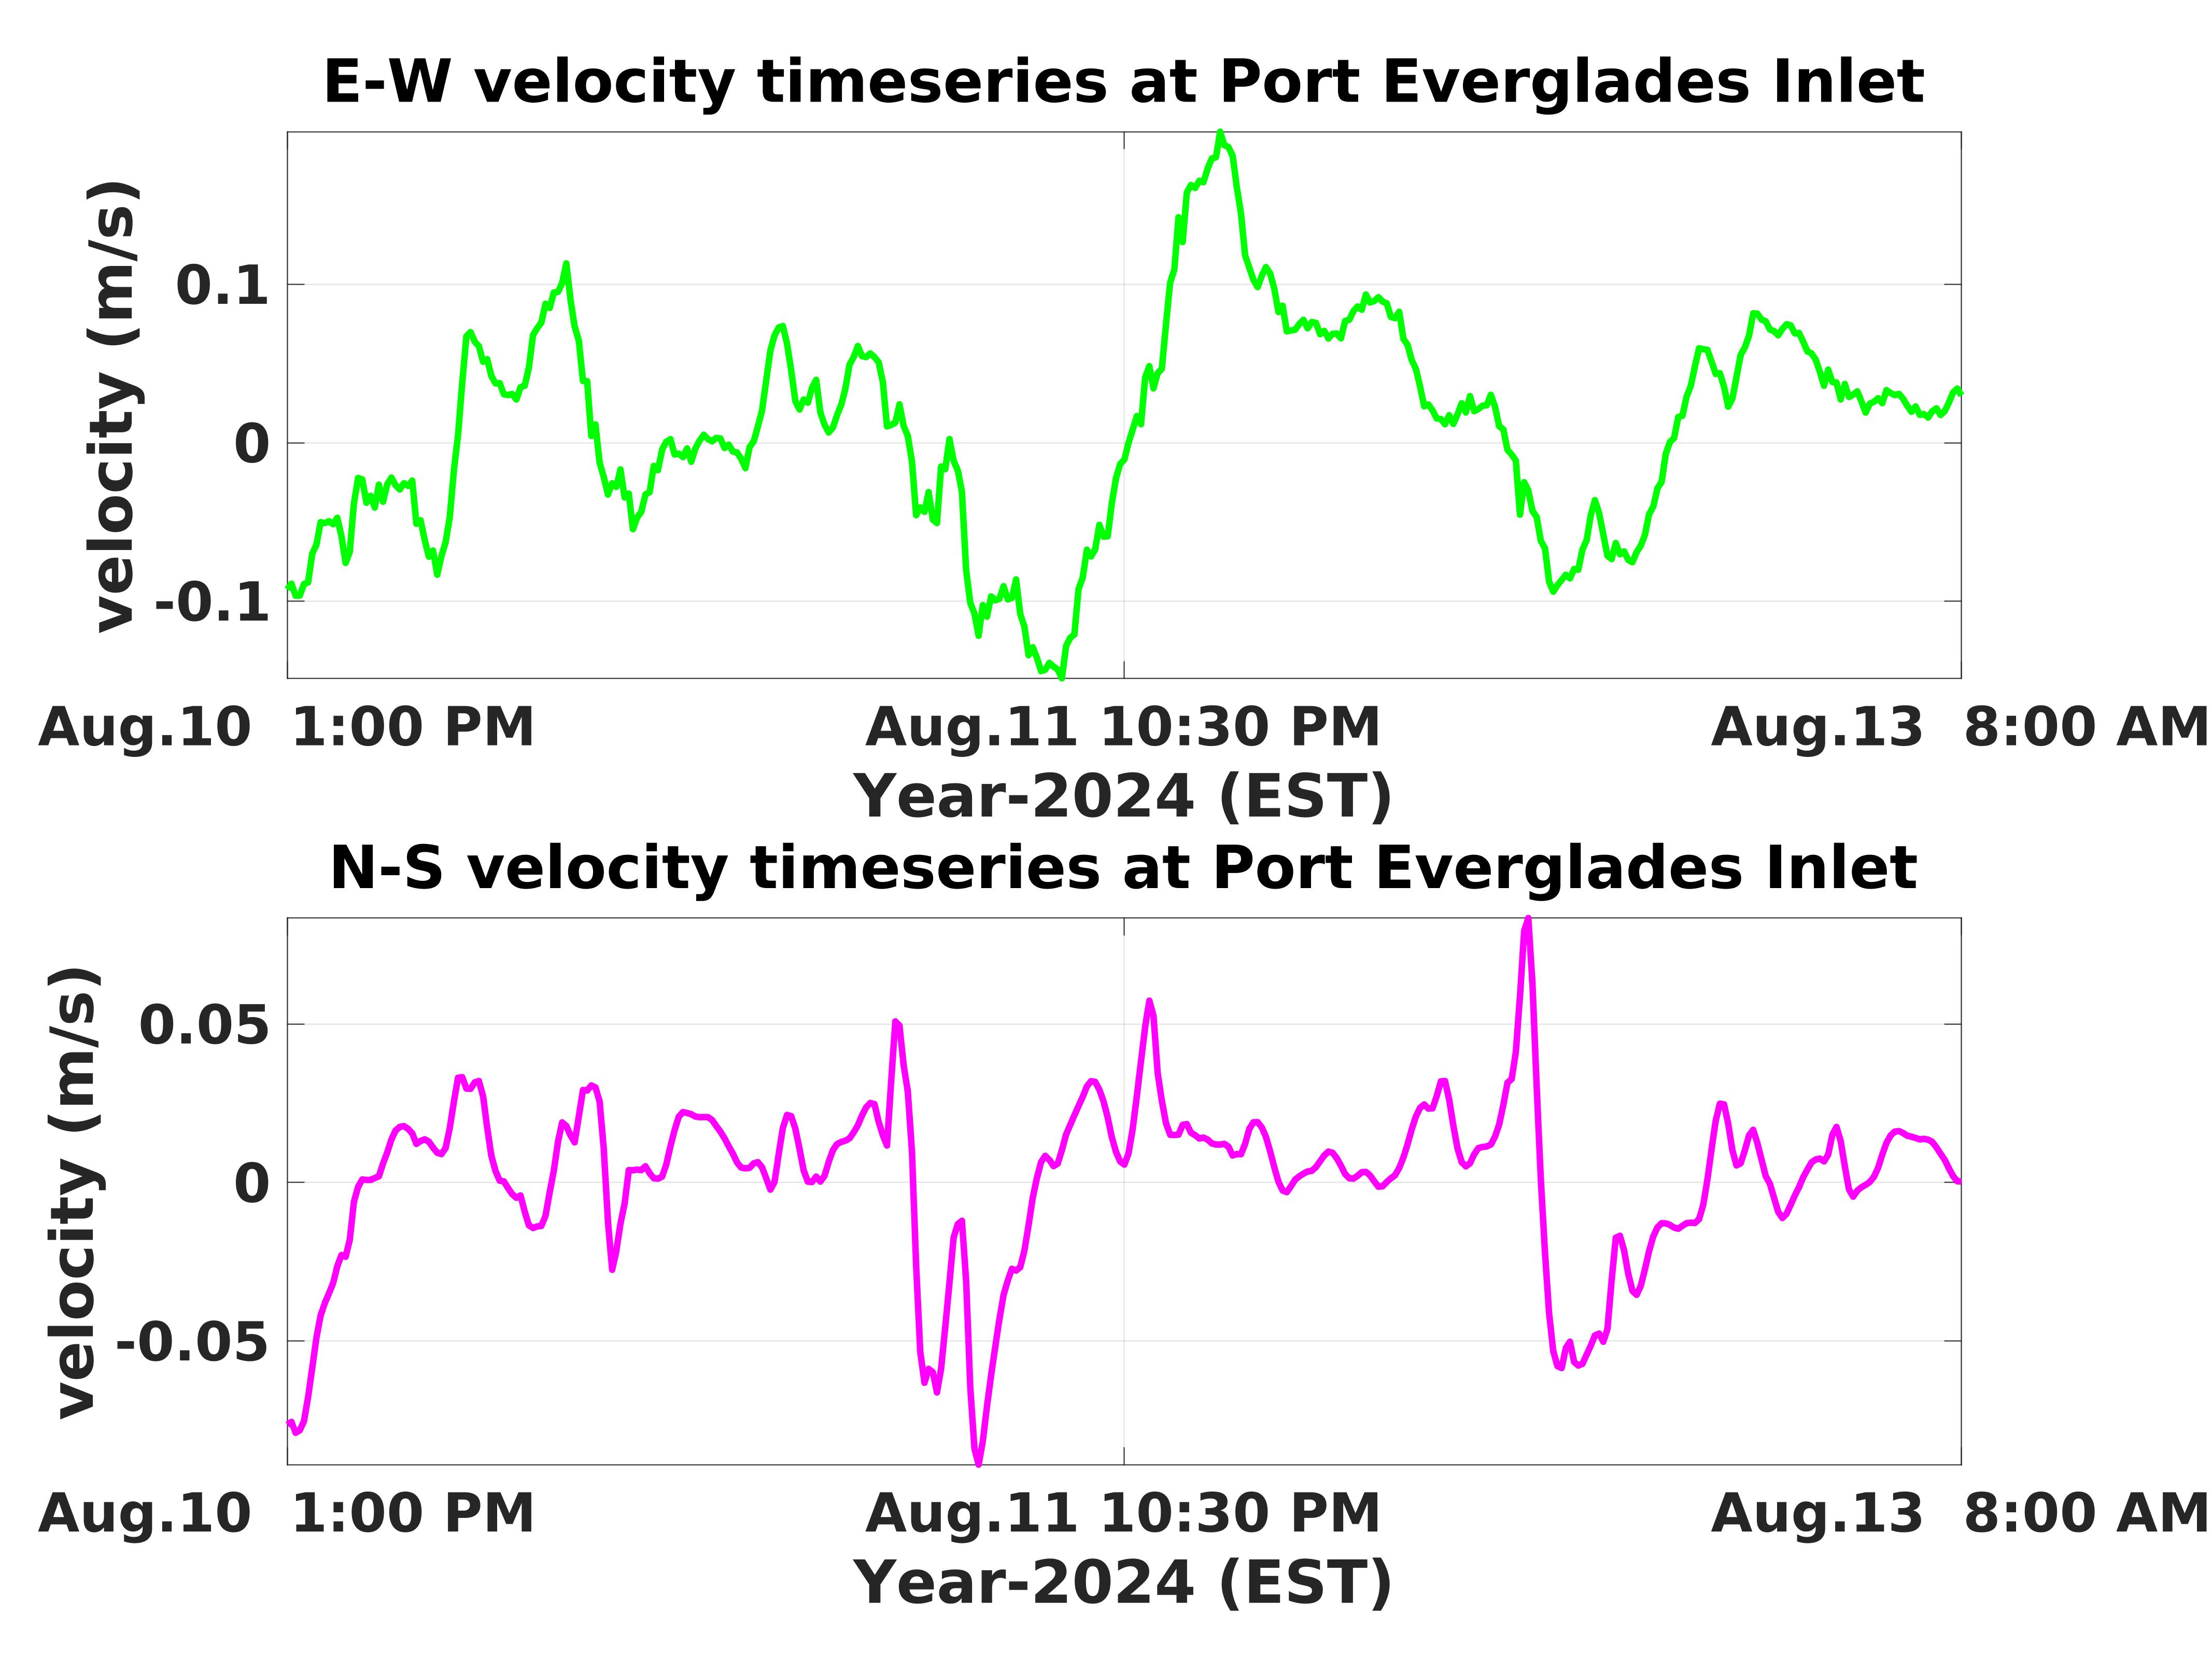 E-W velocity timeseries at Port Everglades Inlet
velocity (m/s)
0.1
0
-0.1
Aug.10  1:00 PM
Aug.11 10:30 PM
Aug.13  8:00 AM
Year-2024 (EST)
N-S velocity timeseries at Port Everglades Inlet
velocity (m/s)
0.05
0
-0.05
Aug.10  1:00 PM
Aug.11 10:30 PM
Aug.13  8:00 AM
Year-2024 (EST)